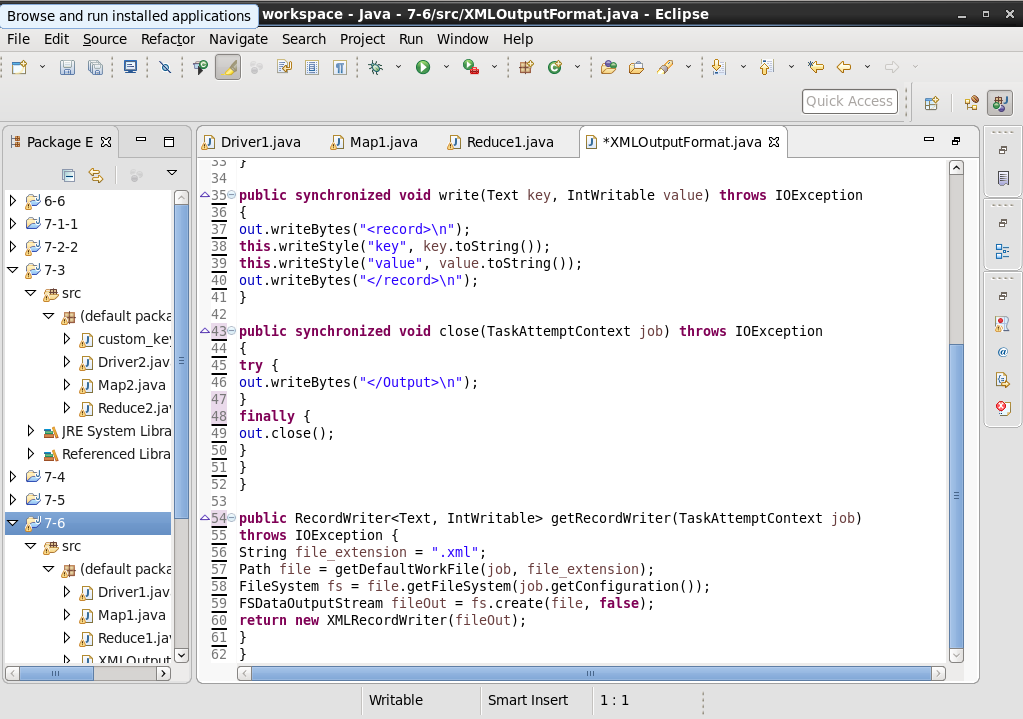 Browse and run installed applications
workspace - Java - 7-6/src/XMLOutputFormat.java - Eclipse
File Edit Source Refactor Navigate Search Project Run Window Help
Quick Access
Package E
Driver1.java Map1.java Reduce1.java *XMLOutputFormat.java
6-6
7-1-1
7-2-2
7-3
src
(default packa
custom_key
Driver2.jav
Map2.java
Reduce2.jav
JRE System Libra
Referenced Libra
7-4
7-5
7-6
src
(default packa
Driver1.jav
Map1.java
Reduce1.ja
XMLOutput
33 }
34
35 public synchronized void write(Text key, IntWritable value) throws IOException
36 {
37 out.writeBytes("<record>\n");
38 this.writeStyle("key", key.toString());
39 this.writeStyle("value", value.toString());
40 out.writeBytes("</record>\n");
41 }
42
43 public synchronized void close(TaskAttemptContext job) throws IOException
44 {
45 try {
46 out.writeBytes("</Output>\n");
47 }
48 finally {
49 out.close();
50 }
51 }
52 }
53
54 public RecordWriter<Text, IntWritable> getRecordWriter(TaskAttemptContext job)
55 throws IOException {
56 String file_extension = ".xml";
57 Path file = getDefaultWorkFile(job, file_extension);
58 FileSystem fs = file.getFileSystem(job.getConfiguration());
59 FSDataOutputStream fileOut = fs.create(file, false);
60 return new XMLRecordWriter(fileOut);
61 }
62 }
Writable Smart Insert 1 : 1